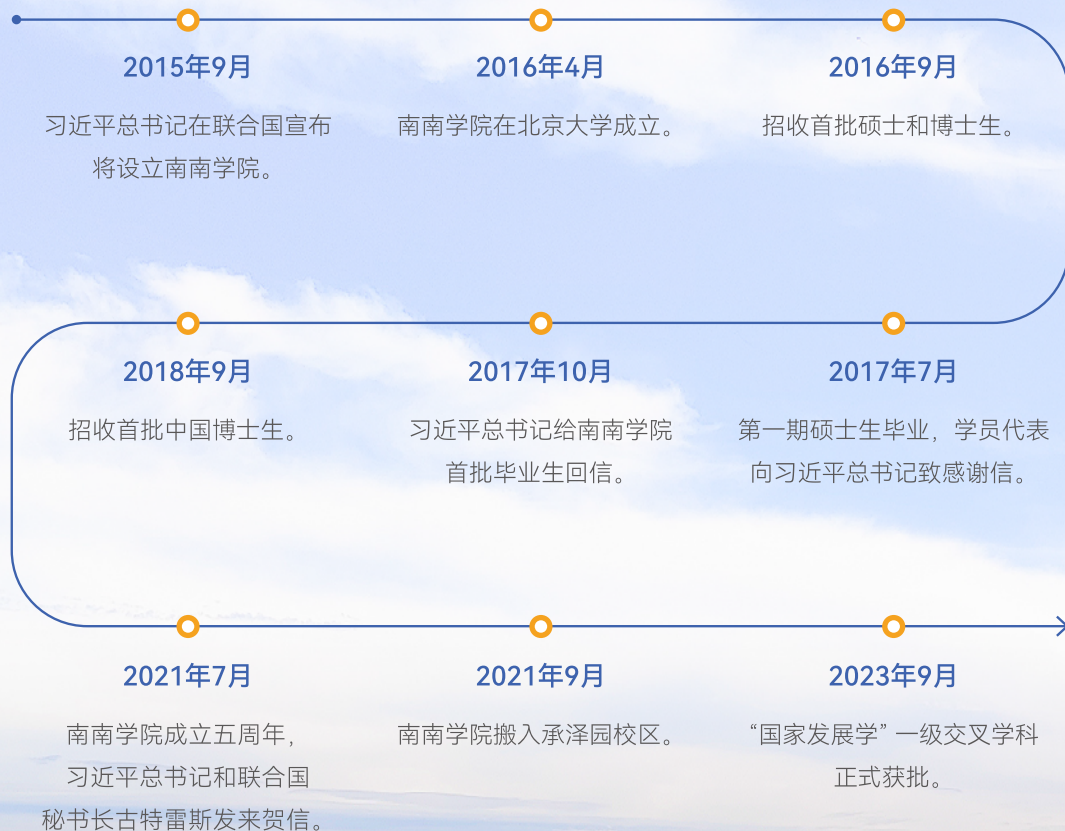 2015年9月
习近平总书记在联合国宣布
将设立南南学院。
2016年4月
南南学院在北京大学成立。
2016年9月
招收首批硕士和博士生。
2017年7月
第一期硕士生毕业，学员代表
向习近平总书记致感谢信。
2017年10月
习近平总书记给南南学院
首批毕业生回信。
2018年9月
招收首批中国博士生。
2021年7月
南南学院成立五周年，
习近平总书记和联合国
秘书长古特雷斯发来贺信。
2021年9月
南南学院搬入承泽园校区。
2023年9月
“国家发展学”一级交叉学科
正式获批。